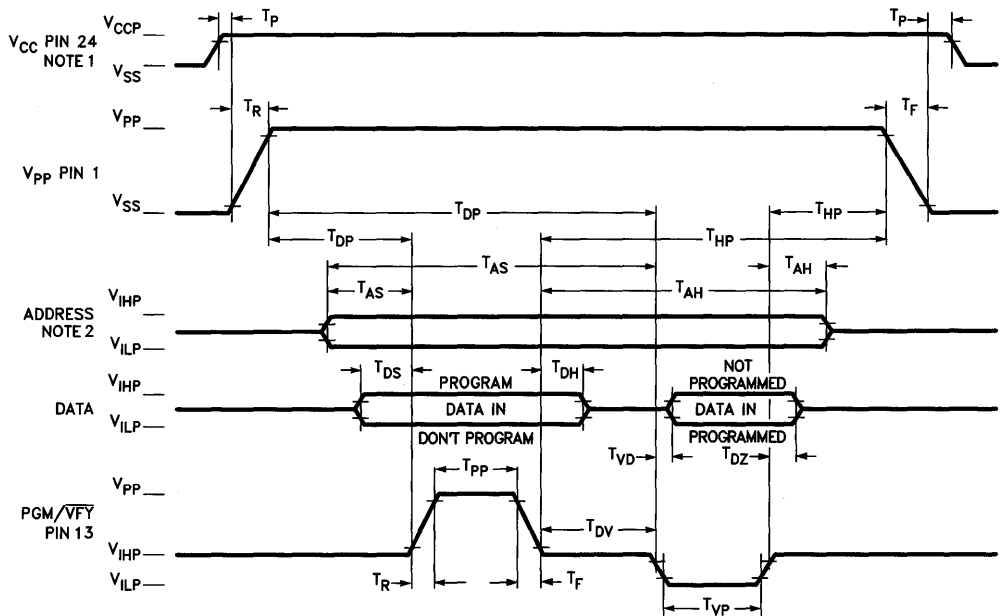 V_CCP
T_P
T_P
V_CC PIN 24
NOTE 1
V_SS
T_R
T_F
V_PP
V_PP PIN 1
V_SS
T_DP
T_HP
T_DP
T_HP
T_AS
T_AH
T_AS
T_AH
V_IHP
ADDRESS
NOTE 2
V_ILP
T_DS
T_DH
NOT
PROGRAMMED
V_IHP
PROGRAM
DATA
DATA IN
DATA IN
V_ILP
DON'T PROGRAM
PROGRAMMED
T_PP
T_VD
T_DZ
V_PP
PGM/V̅F̅Y̅
PIN 13
T_DV
V_IHP
V_ILP
T_R
T_F
T_VP